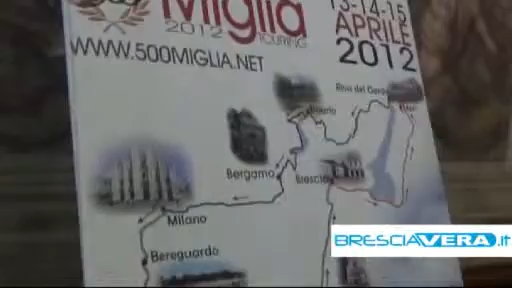 Miglia
2012 TOURING
13-14-15
APRILE
2012
WWW.500MIGLIA.NET
Riva del Garda
Bergamo
Brescia
Milano
Bereguardo
BRESCIAVERA.it